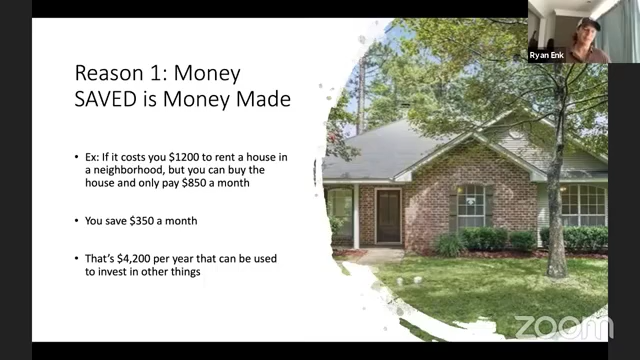 Ryan Enk
Reason 1: Money
SAVED is Money Made
• Ex: If it costs you $1200 to rent a house in
a neighborhood, but you can buy the
house and only pay $850 a month
• You save $350 a month
• That's $4,200 per year that can be used
to invest in other things
zoom